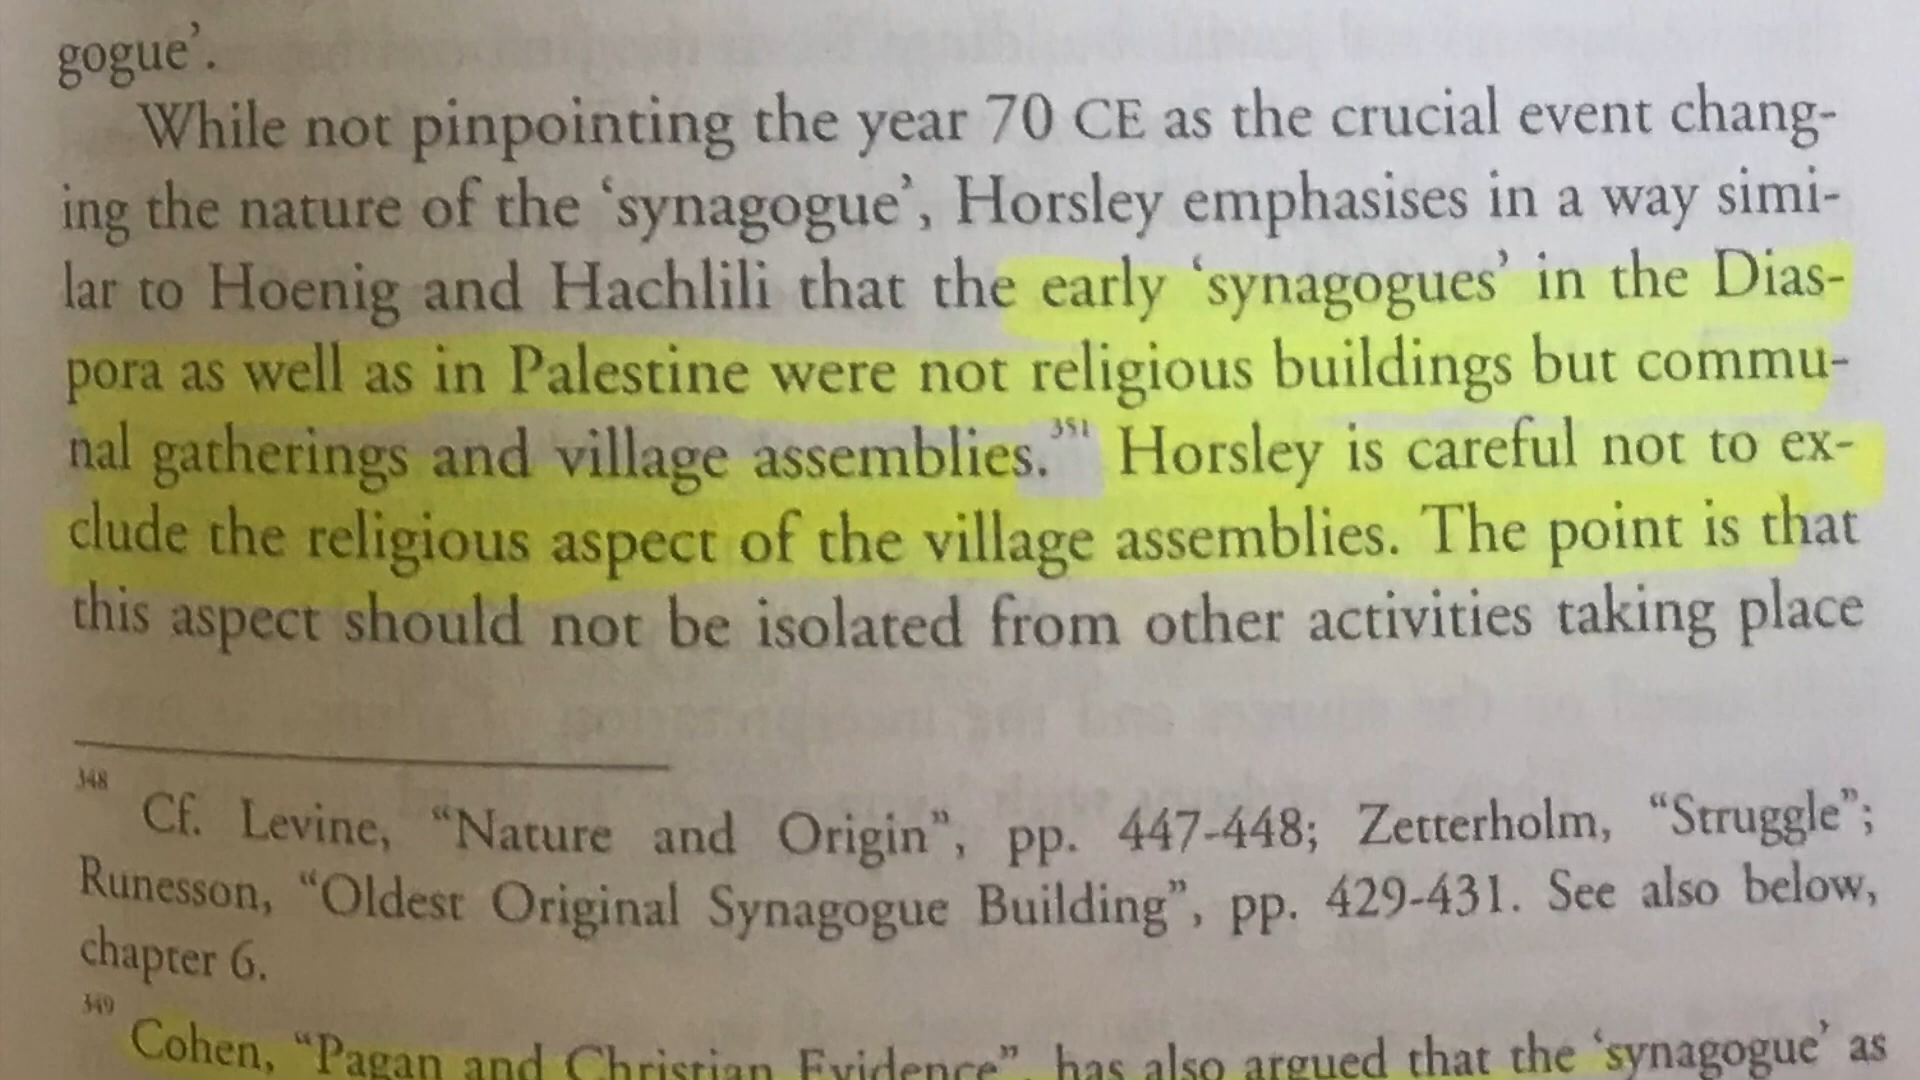 gogue’.
While not pinpointing the year 70 CE as the crucial event chang-
ing the nature of the ‘synagogue’, Horsley emphasises in a way simi-
lar to Hoenig and Hachlili that the early ‘synagogues’ in the Dias-
pora as well as in Palestine were not religious buildings but commu-
nal gatherings and village assemblies.351 Horsley is careful not to ex-
clude the religious aspect of the village assemblies. The point is that
this aspect should not be isolated from other activities taking place
348 Cf. Levine, “Nature and Origin”, pp. 447-448; Zetterholm, “Struggle”;
Runesson, “Oldest Original Synagogue Building”, pp. 429-431. See also below,
chapter 6.
349 Cohen, “Pagan and Christian Evidence”, has also argued that the ‘synagogue’ as